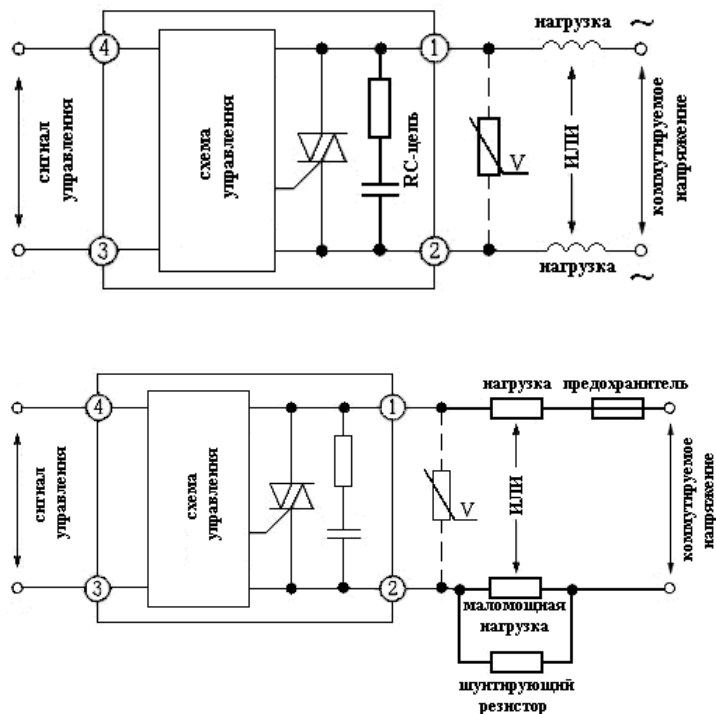 нагрузка
~
4
1
сигнал
управления
схема
управления
RC-цепь
V
ИЛИ
коммутируемое
напряжение
3
2
нагрузка
~
нагрузка
предохранитель
4
1
сигнал
управления
схема
управления
V
ИЛИ
коммутируемое
напряжение
3
2
маломощная
нагрузка
шунтирующий
резистор